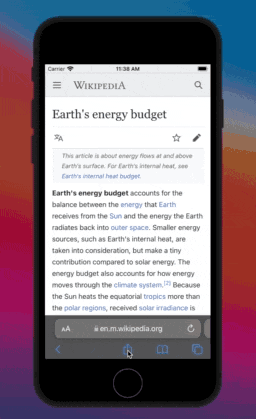 Carrier 11:38 AM
WIKIPEDIA
Earth's energy budget
This article is about energy flows at and above
Earth's surface. For Earth's internal heat, see
Earth's internal heat budget.
Earth's energy budget accounts for the
balance between the energy that Earth
receives from the Sun and the energy the Earth
radiates back into outer space. Smaller energy
sources, such as Earth's internal heat, are
taken into consideration, but make a tiny
contribution compared to solar energy. The
energy budget also accounts for how energy
moves through the climate system.[2] Because
the Sun heats the equatorial tropics more than
the polar regions, received solar irradiance is
AA en.m.wikipedia.org